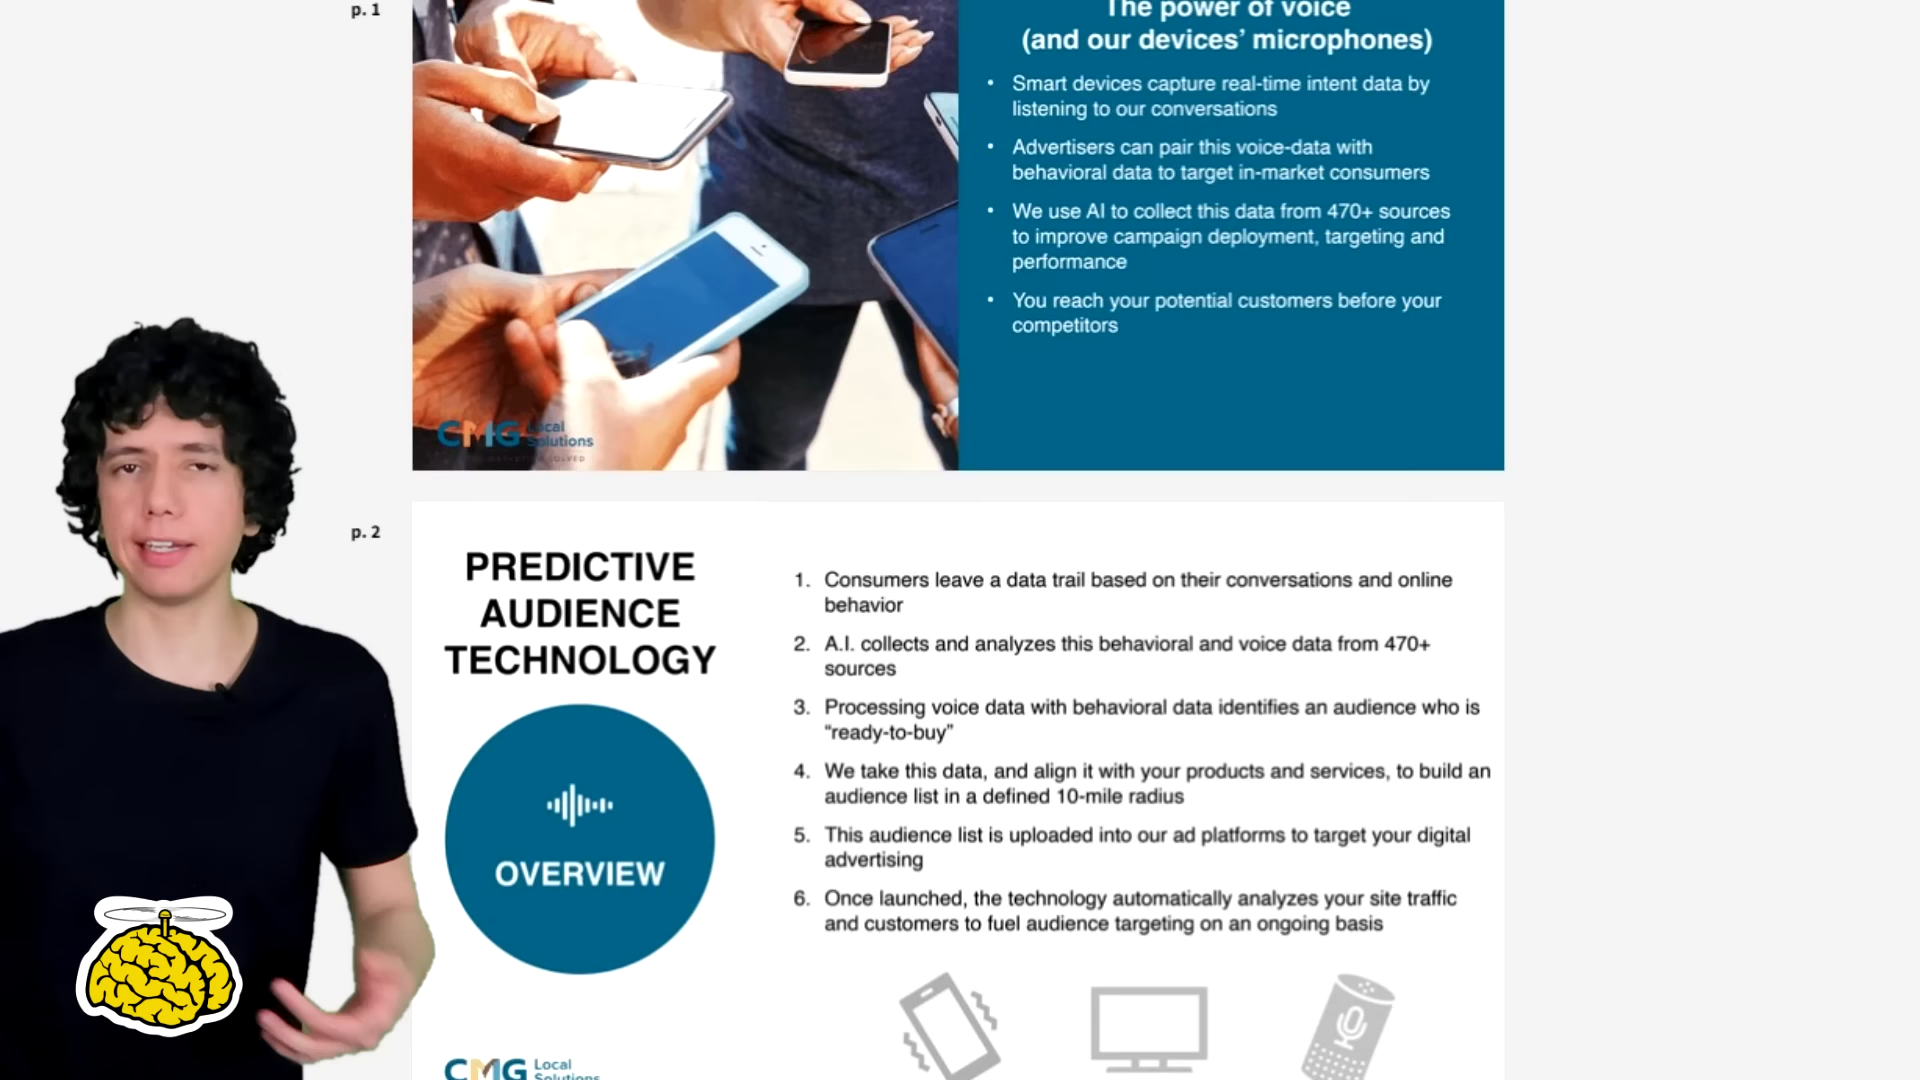 p. 1
The power of voice
(and our devices’ microphones)
• Smart devices capture real-time intent data by
listening to our conversations
• Advertisers can pair this voice-data with
behavioral data to target in-market consumers
• We use AI to collect this data from 470+ sources
to improve campaign deployment, targeting and
performance
• You reach your potential customers before your
competitors
CMG Local
Solutions
p. 2
PREDICTIVE
AUDIENCE
TECHNOLOGY
OVERVIEW
1. Consumers leave a data trail based on their conversations and online
behavior
2. A.I. collects and analyzes this behavioral and voice data from 470+
sources
3. Processing voice data with behavioral data identifies an audience who is
“ready-to-buy”
4. We take this data, and align it with your products and services, to build an
audience list in a defined 10-mile radius
5. This audience list is uploaded into our ad platforms to target your digital
advertising
6. Once launched, the technology automatically analyzes your site traffic
and customers to fuel audience targeting on an ongoing basis
CMG Local
Solutions